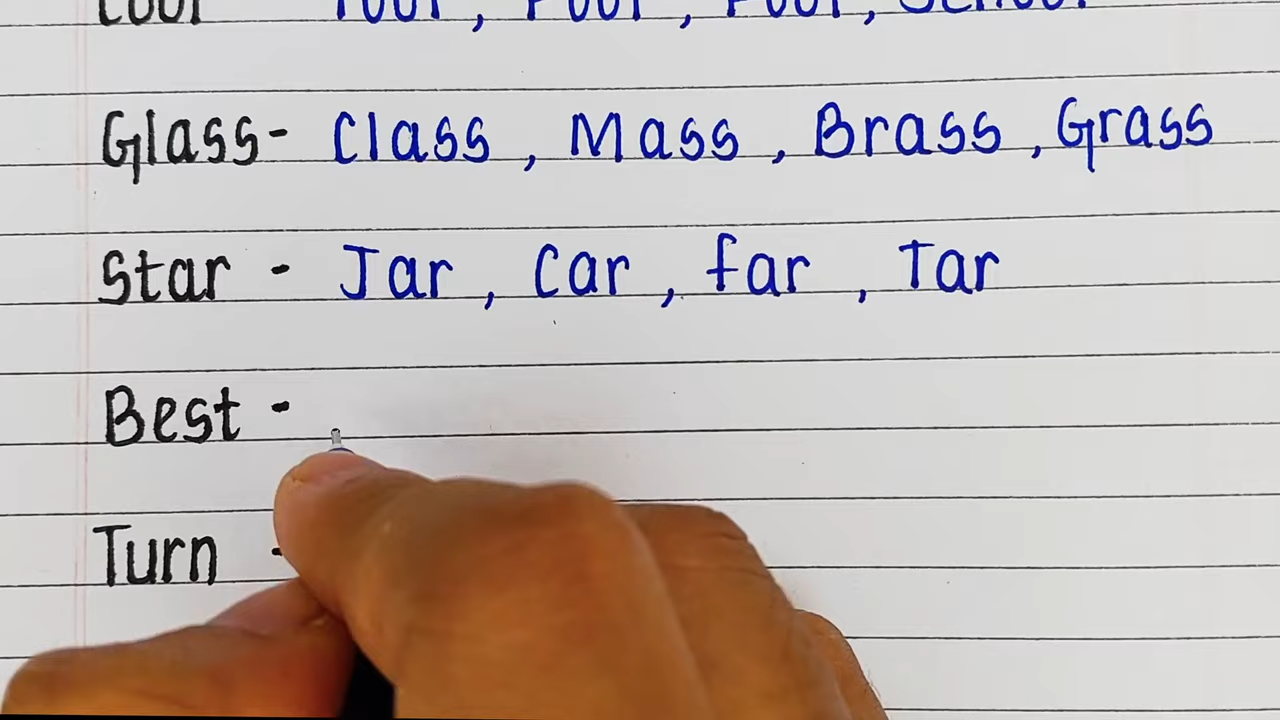 Glass- Class , Mass , Brass , Grass
Star - Jar , Car , far , Tar
Best -
Turn -